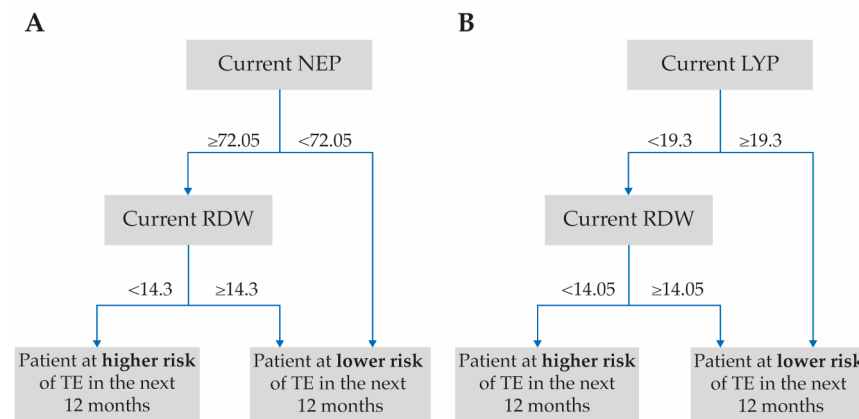 A
Current NEP
≥72.05 <72.05
Current RDW
<14.3 ≥14.3
Patient at higher risk
of TE in the next
12 months
Patient at lower risk
of TE in the next
12 months
B
Current LYP
<19.3 ≥19.3
Current RDW
<14.05 ≥14.05
Patient at higher risk
of TE in the next
12 months
Patient at lower risk
of TE in the next
12 months